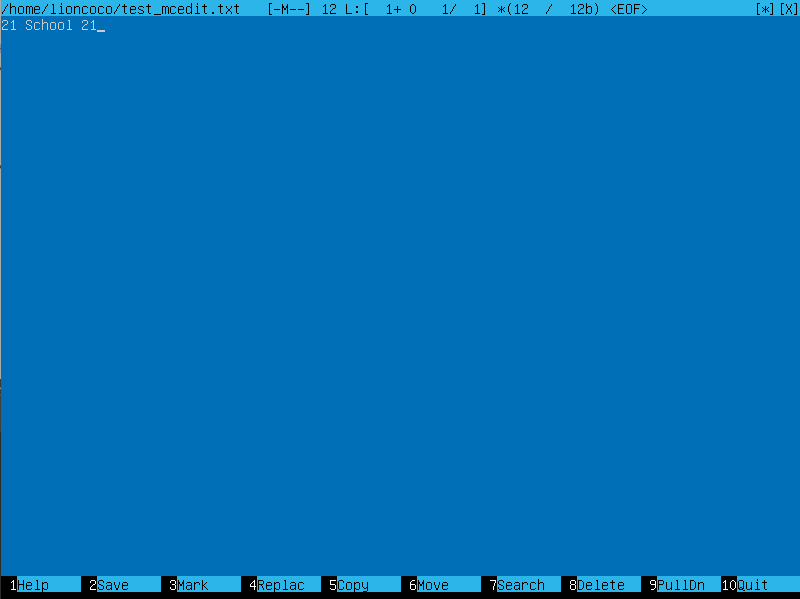 /home/lioncoco/test_mcedit.txt   [-M--] 12 L:[  1+ 0   1/  1] *(12  /  12b) <EOF>             [*][X]
21 School 21_
1Help     2Save     3Mark     4Replac   5Copy     6Move     7Search   8Delete   9PullDn  10Quit